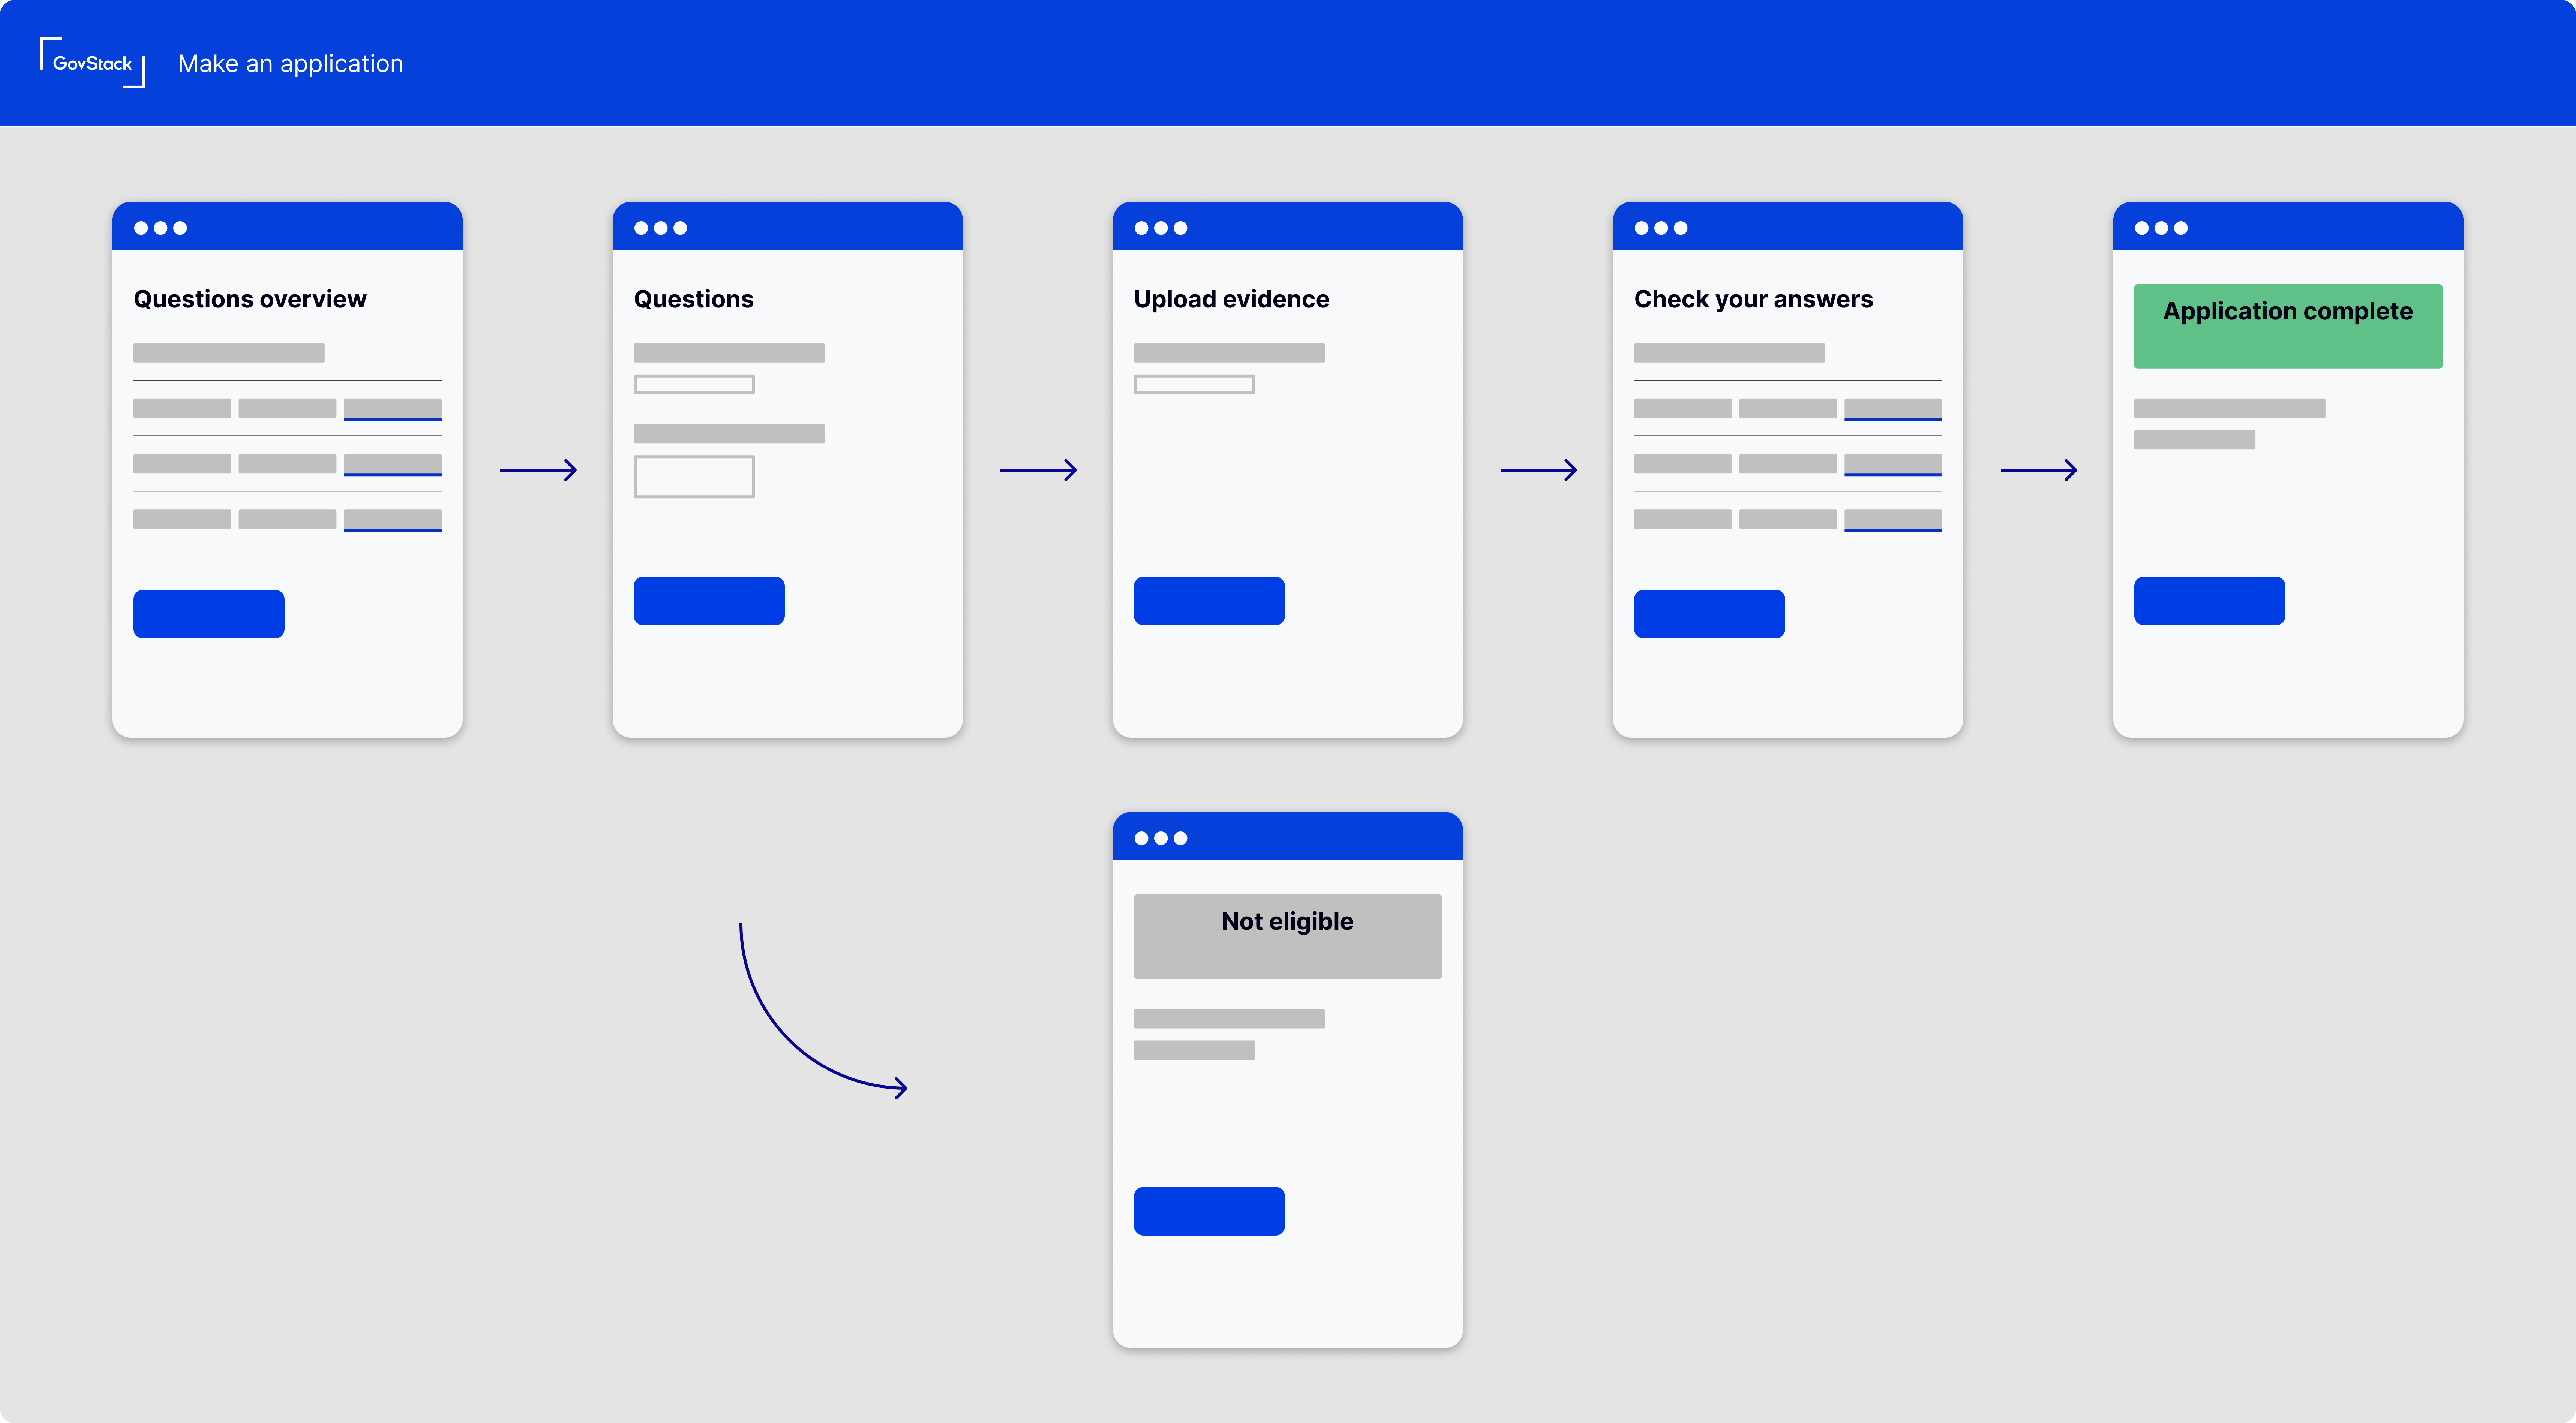 GovStack
Make an application
Questions overview
Questions
Upload evidence
Check your answers
Application complete
Not eligible